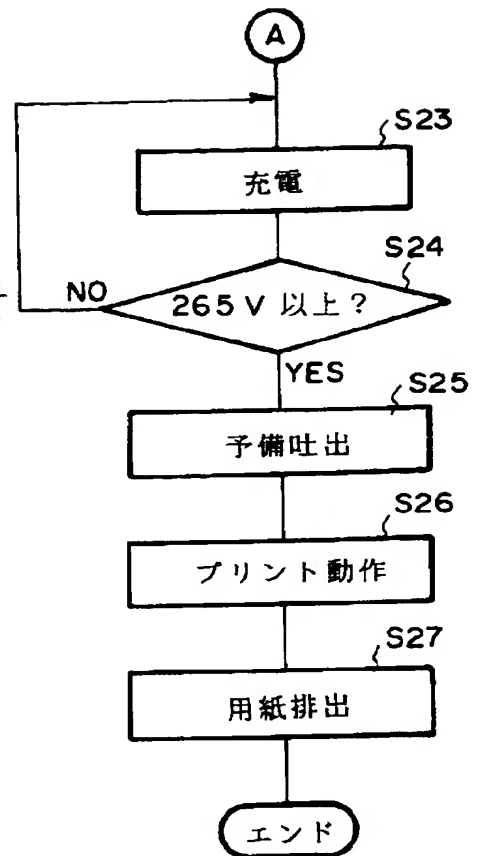 A
S23
充電
S24
NO
265V 以上?
YES
S25
予備吐出
S26
プリント動作
S27
用紙排出
エンド